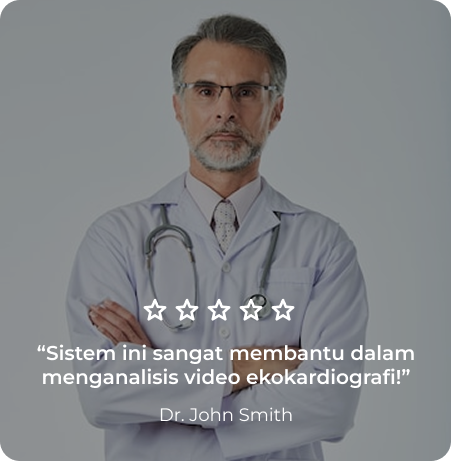 “Sistem ini sangat membantu dalam
menganalisis video ekokardiografi!”
Dr. John Smith